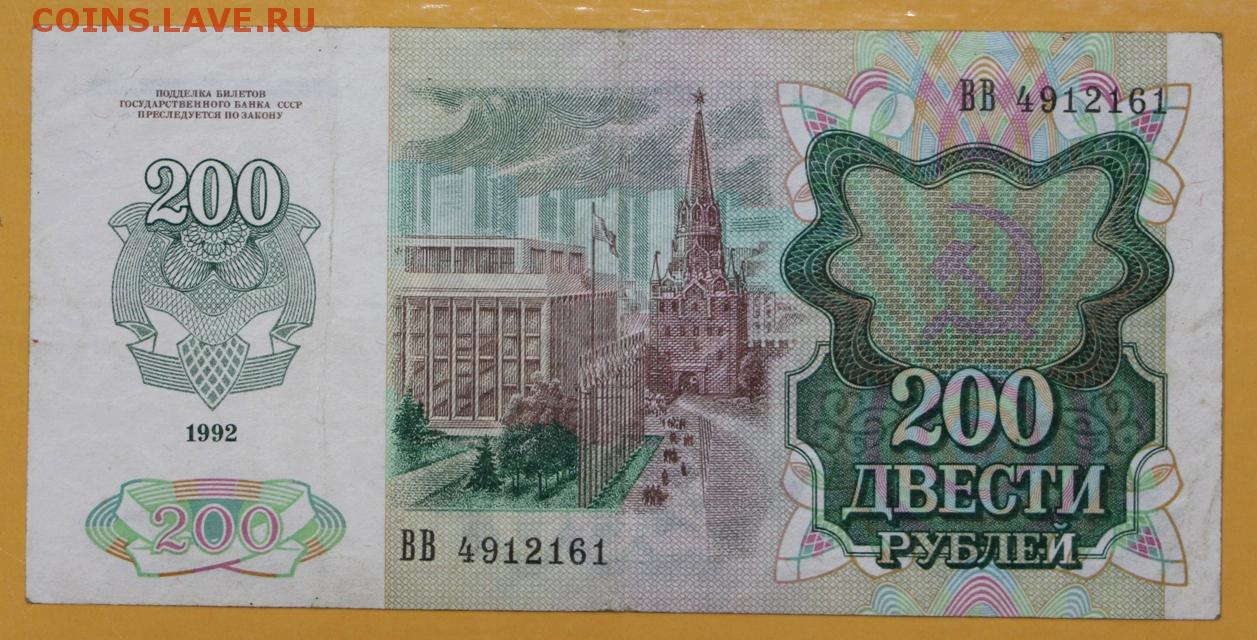 COINS.LAVE.RU
ПОДДЕЛКА БИЛЕТОВ
ГОСУДАРСТВЕННОГО БАНКА СССР
ПРЕСЛЕДУЕТСЯ ПО ЗАКОНУ
ВВ 4912161
200
1992
200
ВВ 4912161
200
ДВЕСТИ
РУБЛЕЙ